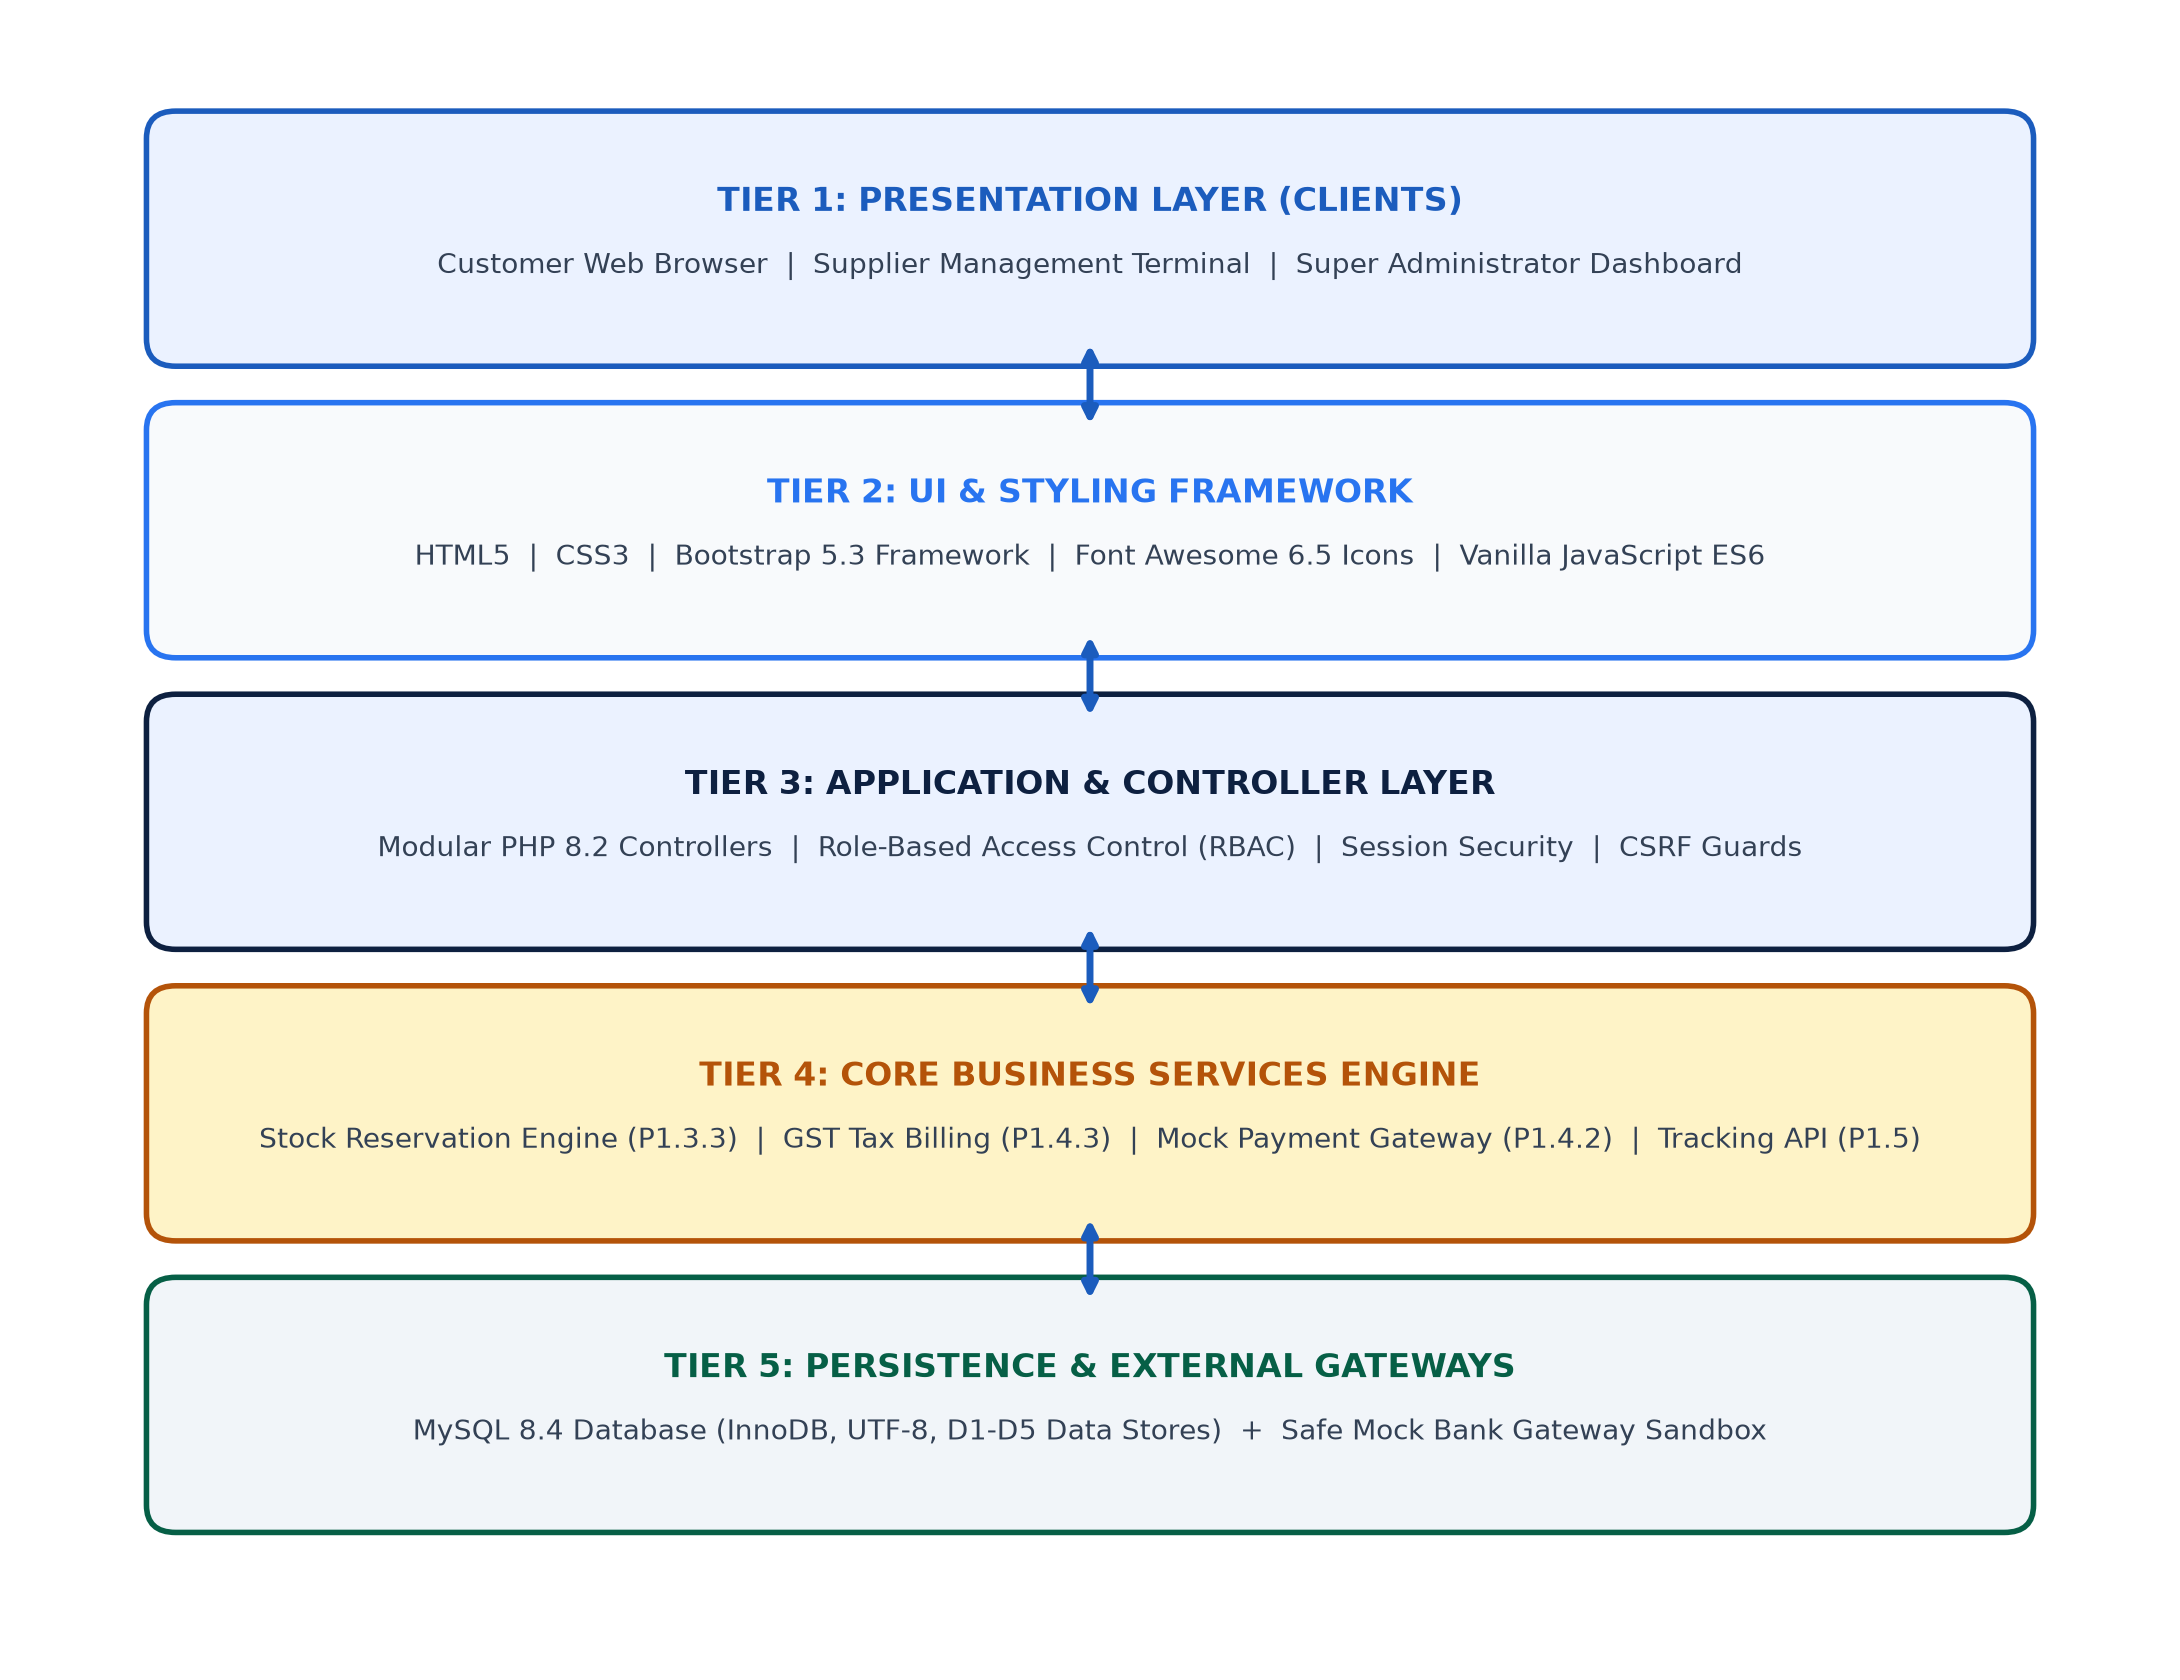 TIER 1: PRESENTATION LAYER (CLIENTS)
Customer Web Browser | Supplier Management Terminal | Super Administrator Dashboard
TIER 2: UI & STYLING FRAMEWORK
HTML5 | CSS3 | Bootstrap 5.3 Framework | Font Awesome 6.5 Icons | Vanilla JavaScript ES6
TIER 3: APPLICATION & CONTROLLER LAYER
Modular PHP 8.2 Controllers | Role-Based Access Control (RBAC) | Session Security | CSRF Guards
TIER 4: CORE BUSINESS SERVICES ENGINE
Stock Reservation Engine (P1.3.3) | GST Tax Billing (P1.4.3) | Mock Payment Gateway (P1.4.2) | Tracking API (P1.5)
TIER 5: PERSISTENCE & EXTERNAL GATEWAYS
MySQL 8.4 Database (InnoDB, UTF-8, D1-D5 Data Stores) + Safe Mock Bank Gateway Sandbox